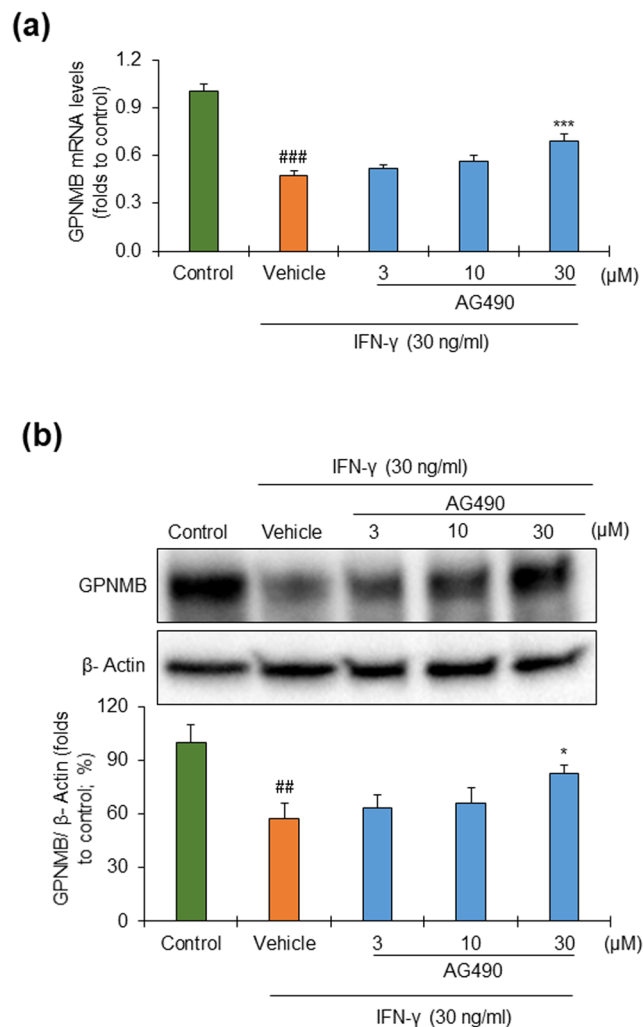 (a)
GPNMB mRNA levels
(folds to control)
1.2
0.9
0.6
0.3
0.0
###
***
Control Vehicle 3 10 30 (μM)
AG490
IFN-γ (30 ng/ml)
(b)
IFN-γ (30 ng/ml)
AG490
Control Vehicle 3 10 30 (μM)
GPNMB
β- Actin
GPNMB/ β- Actin (folds
to control; %)
120
90
60
30
0
##
*
Control Vehicle 3 10 30 (μM)
AG490
IFN-γ (30 ng/ml)